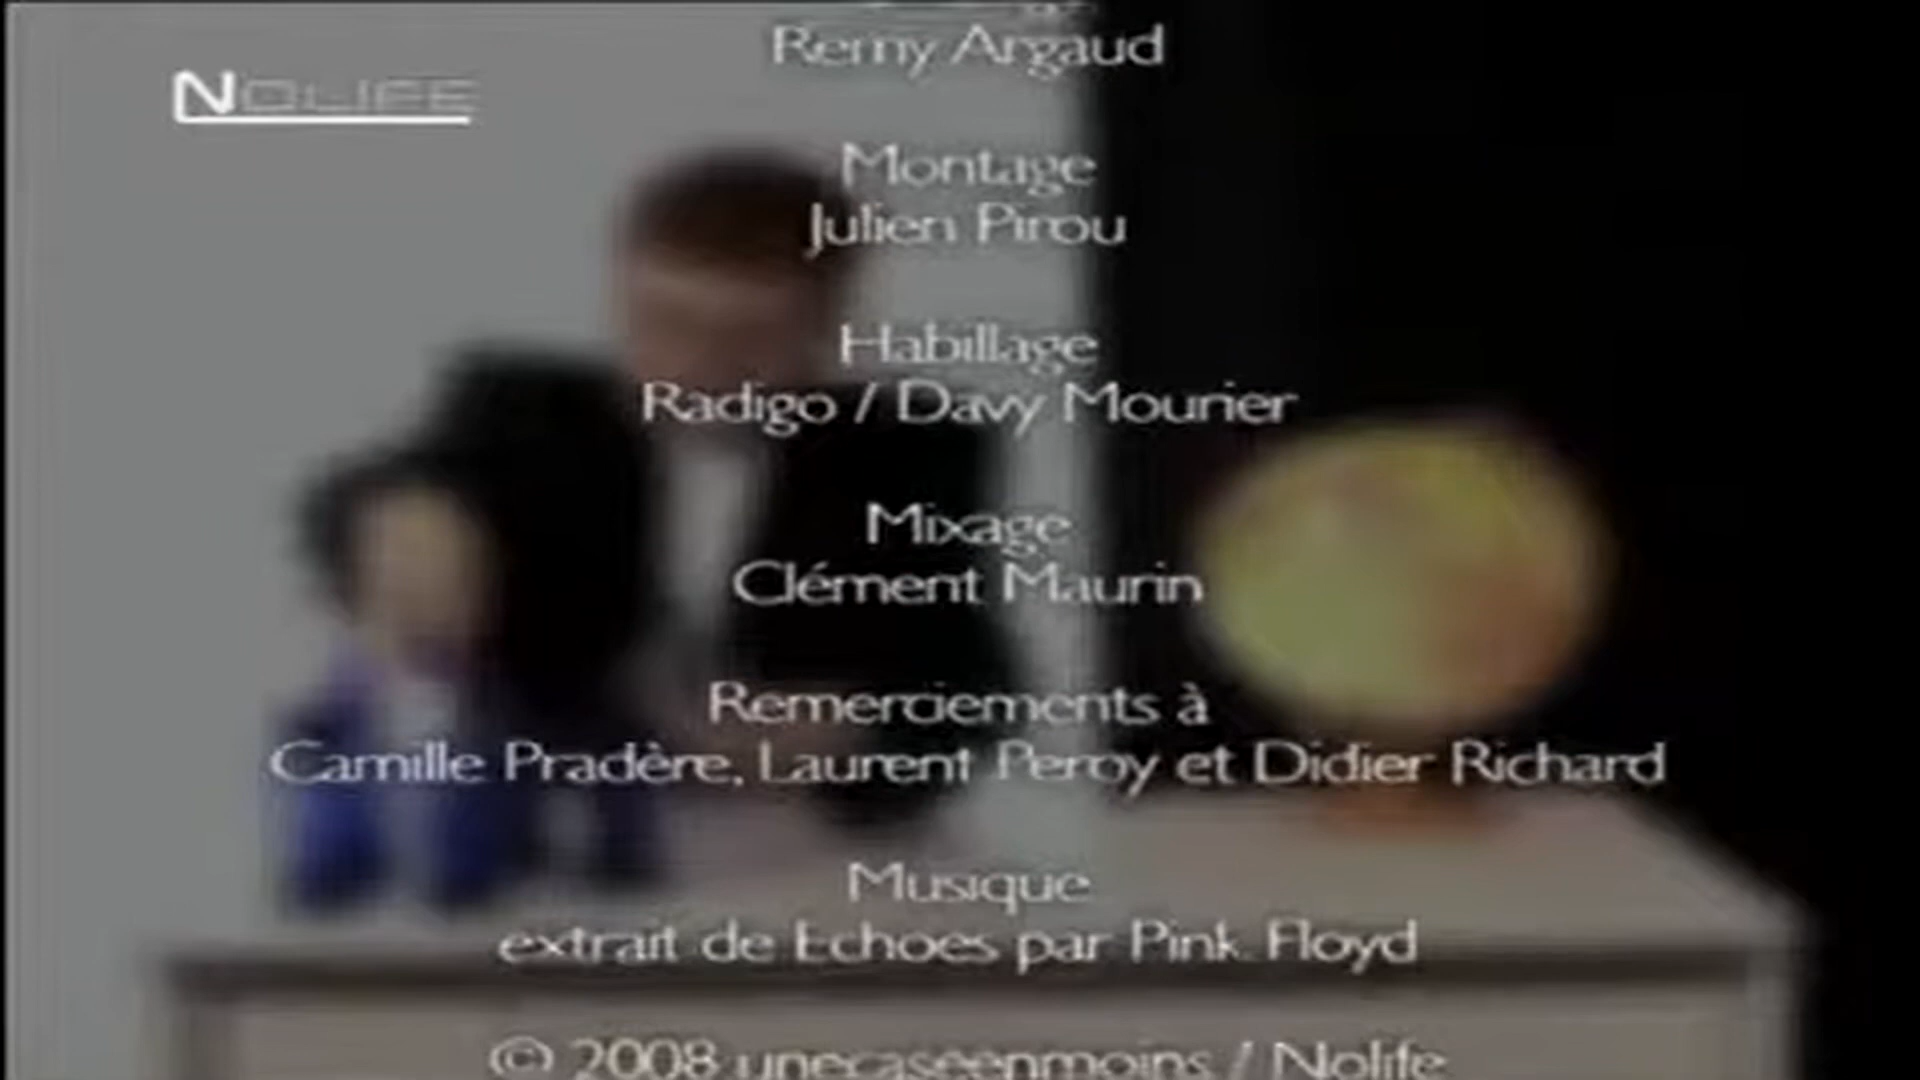 Remy Argaud
NOLIFE
Montage
Julien Pirou
Habillage
Radigo / Davy Mourier
Mixage
Clément Maurin
Remerciements à
Camille Pradère, Laurent Peroy et Didier Richard
Musique
extrait de Echoes par Pink Floyd
© 2008 unecaseenmoins / Nolife